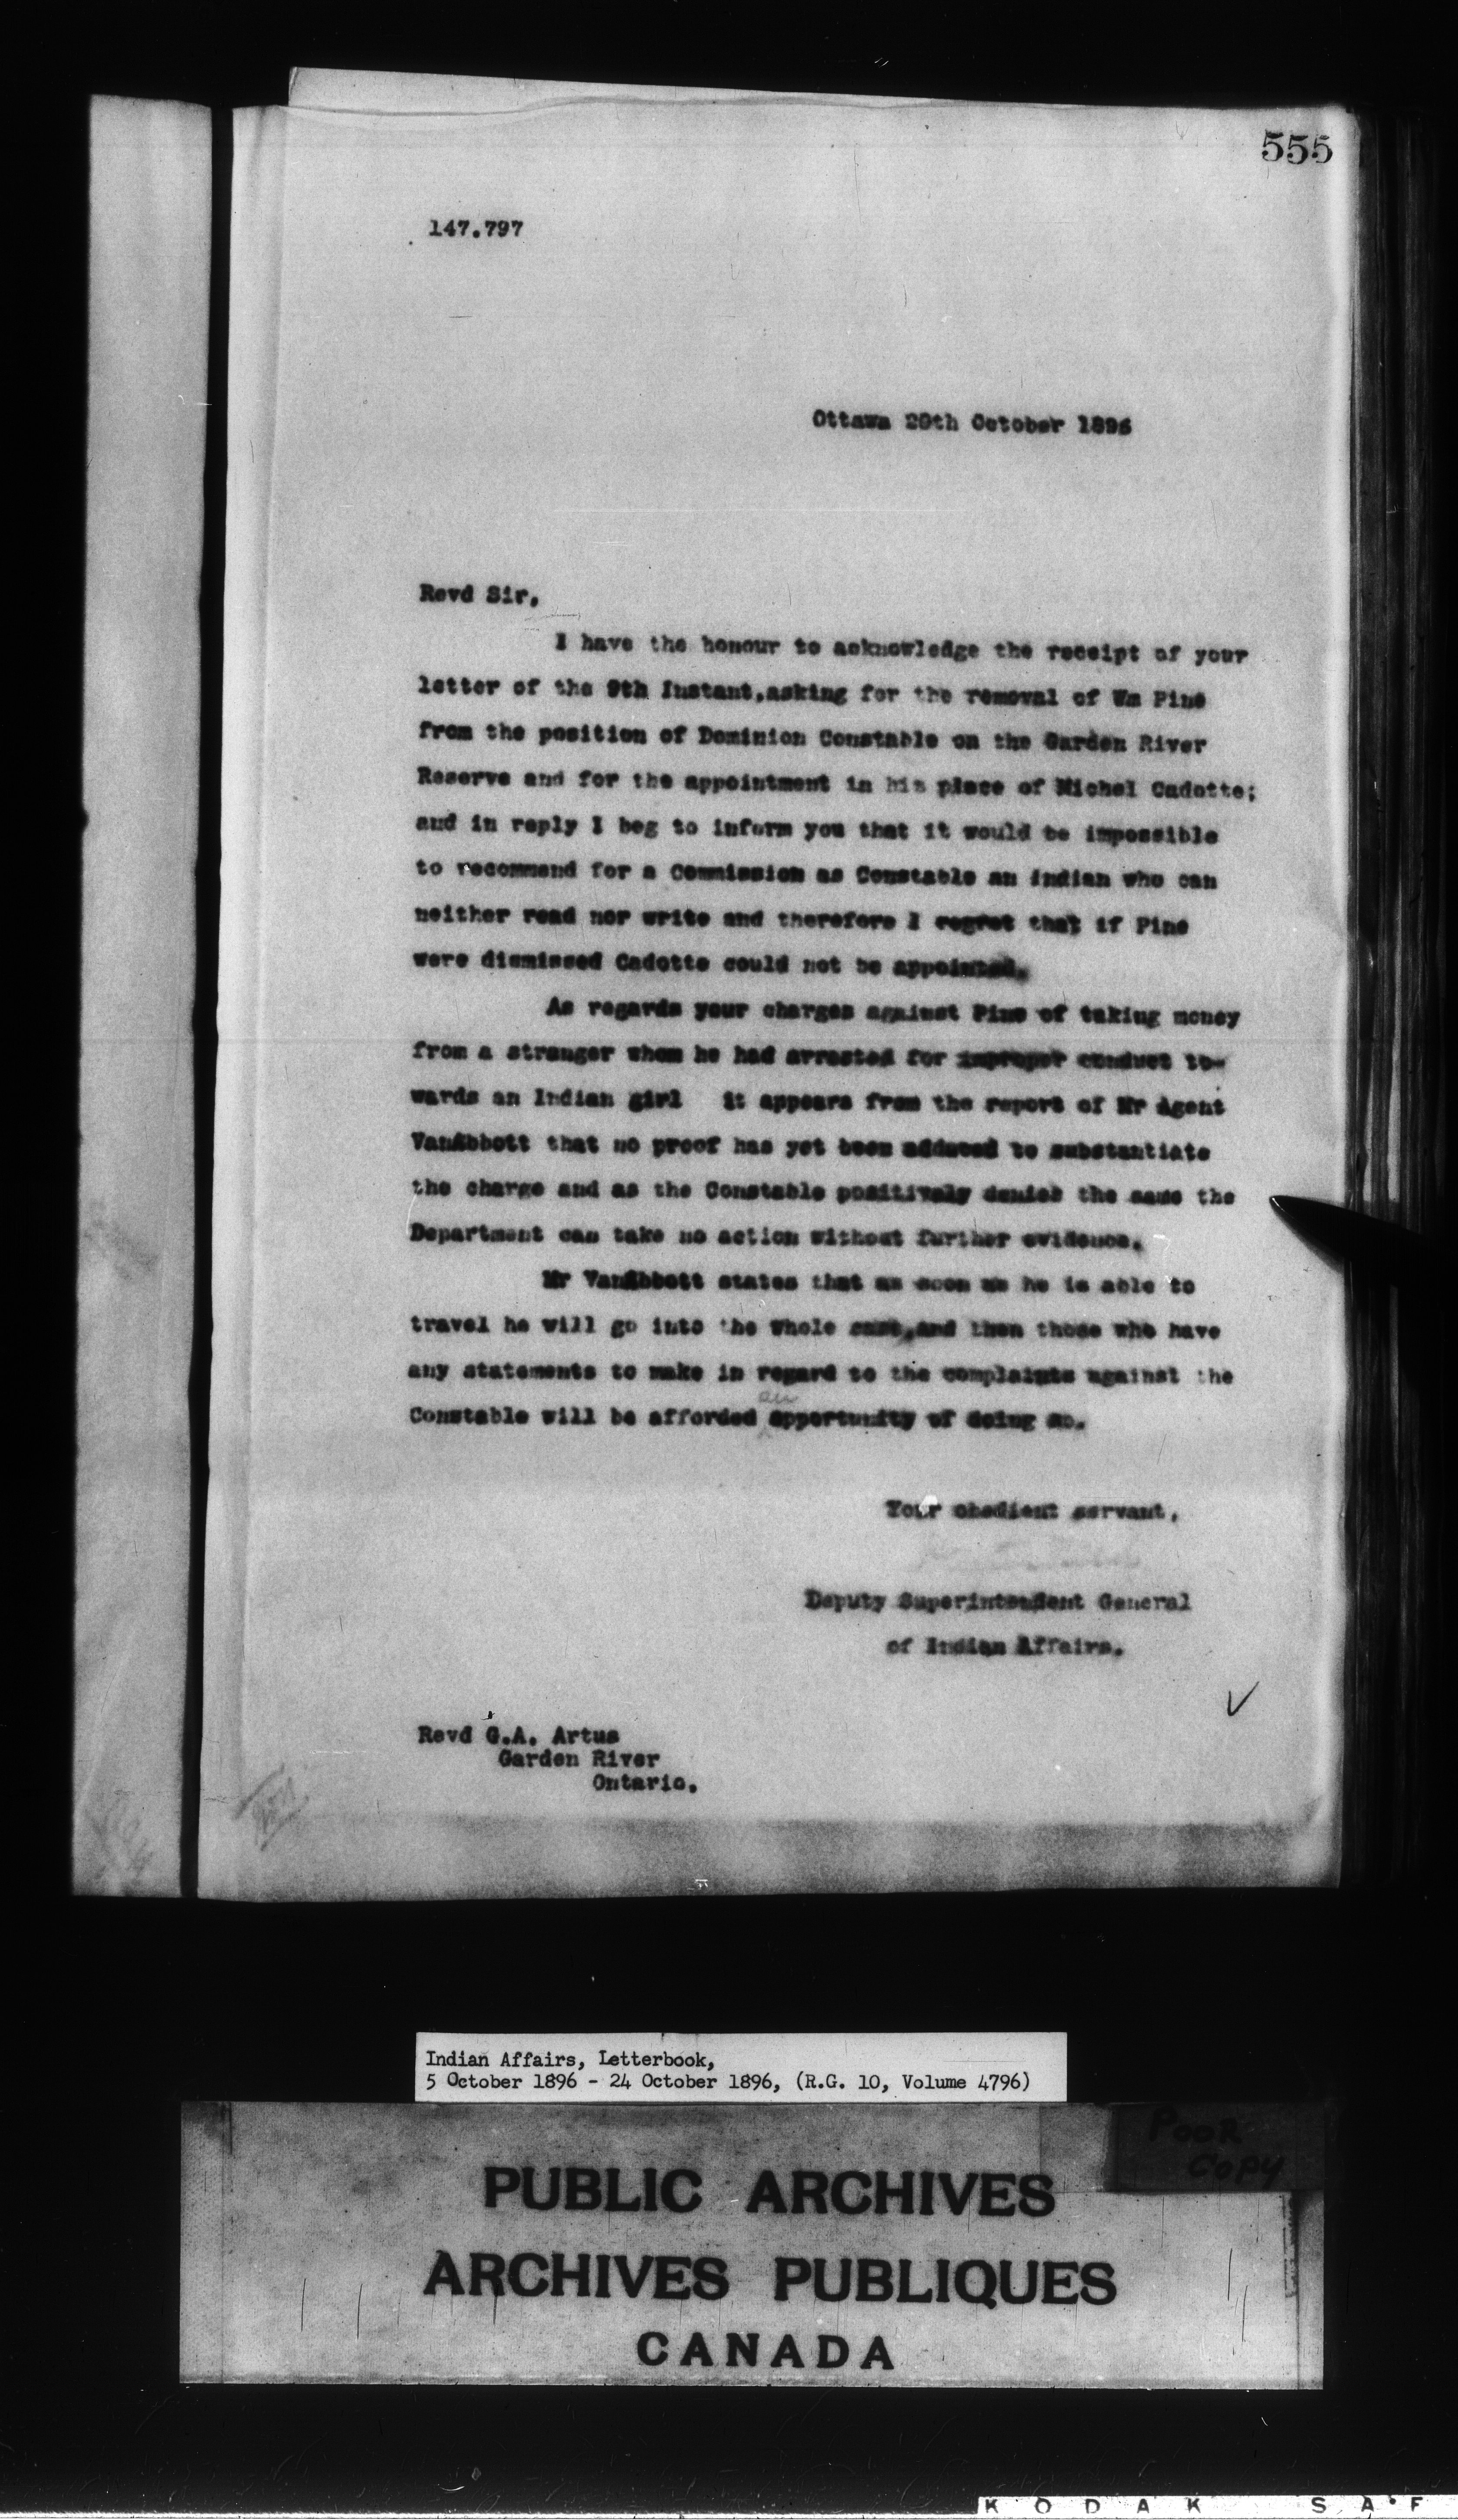 555
147.797
Ottawa 20th October 1896
Revd Sir,
I have the honour to acknowledge the receipt of your
letter of the 9th Instant,asking for the removal of Wm Pine
from the position of Dominion Constable on the Garden River
Reserve and for the appointment in his place of Michel Cadotte;
and in reply I beg to inform you that it would be impossible
to recommend for a Commission as Constable an Indian who can
neither read nor write and therefore I regret that if Pine
were dismissed Cadotte could not be appointed.
As regards your charges against Pine of taking money
from a stranger whom he had arrested for improper conduct to-
wards an Indian girl it appears from the report of Mr Agent
VanAbbott that no proof has yet been adduced to substantiate
the charge and as the Constable positively denies the same the
Department can take no action without further evidence.
Mr VanAbbott states that as soon as he is able to
travel he will go into the whole case,and then those who have
any statements to make in regard to the complaints against the
an
Constable will be afforded opportunity of doing so.
Your obedient servant,
Deputy Superintendent General
of Indian Affairs.
Revd G.A. Artus
Garden River
Ontario.
Indian Affairs, Letterbook,
5 October 1896 - 24 October 1896, (R.G. 10, Volume 4796)
POOR
COPY
PUBLIC ARCHIVES
ARCHIVES PUBLIQUES
CANADA
KODAK SAF